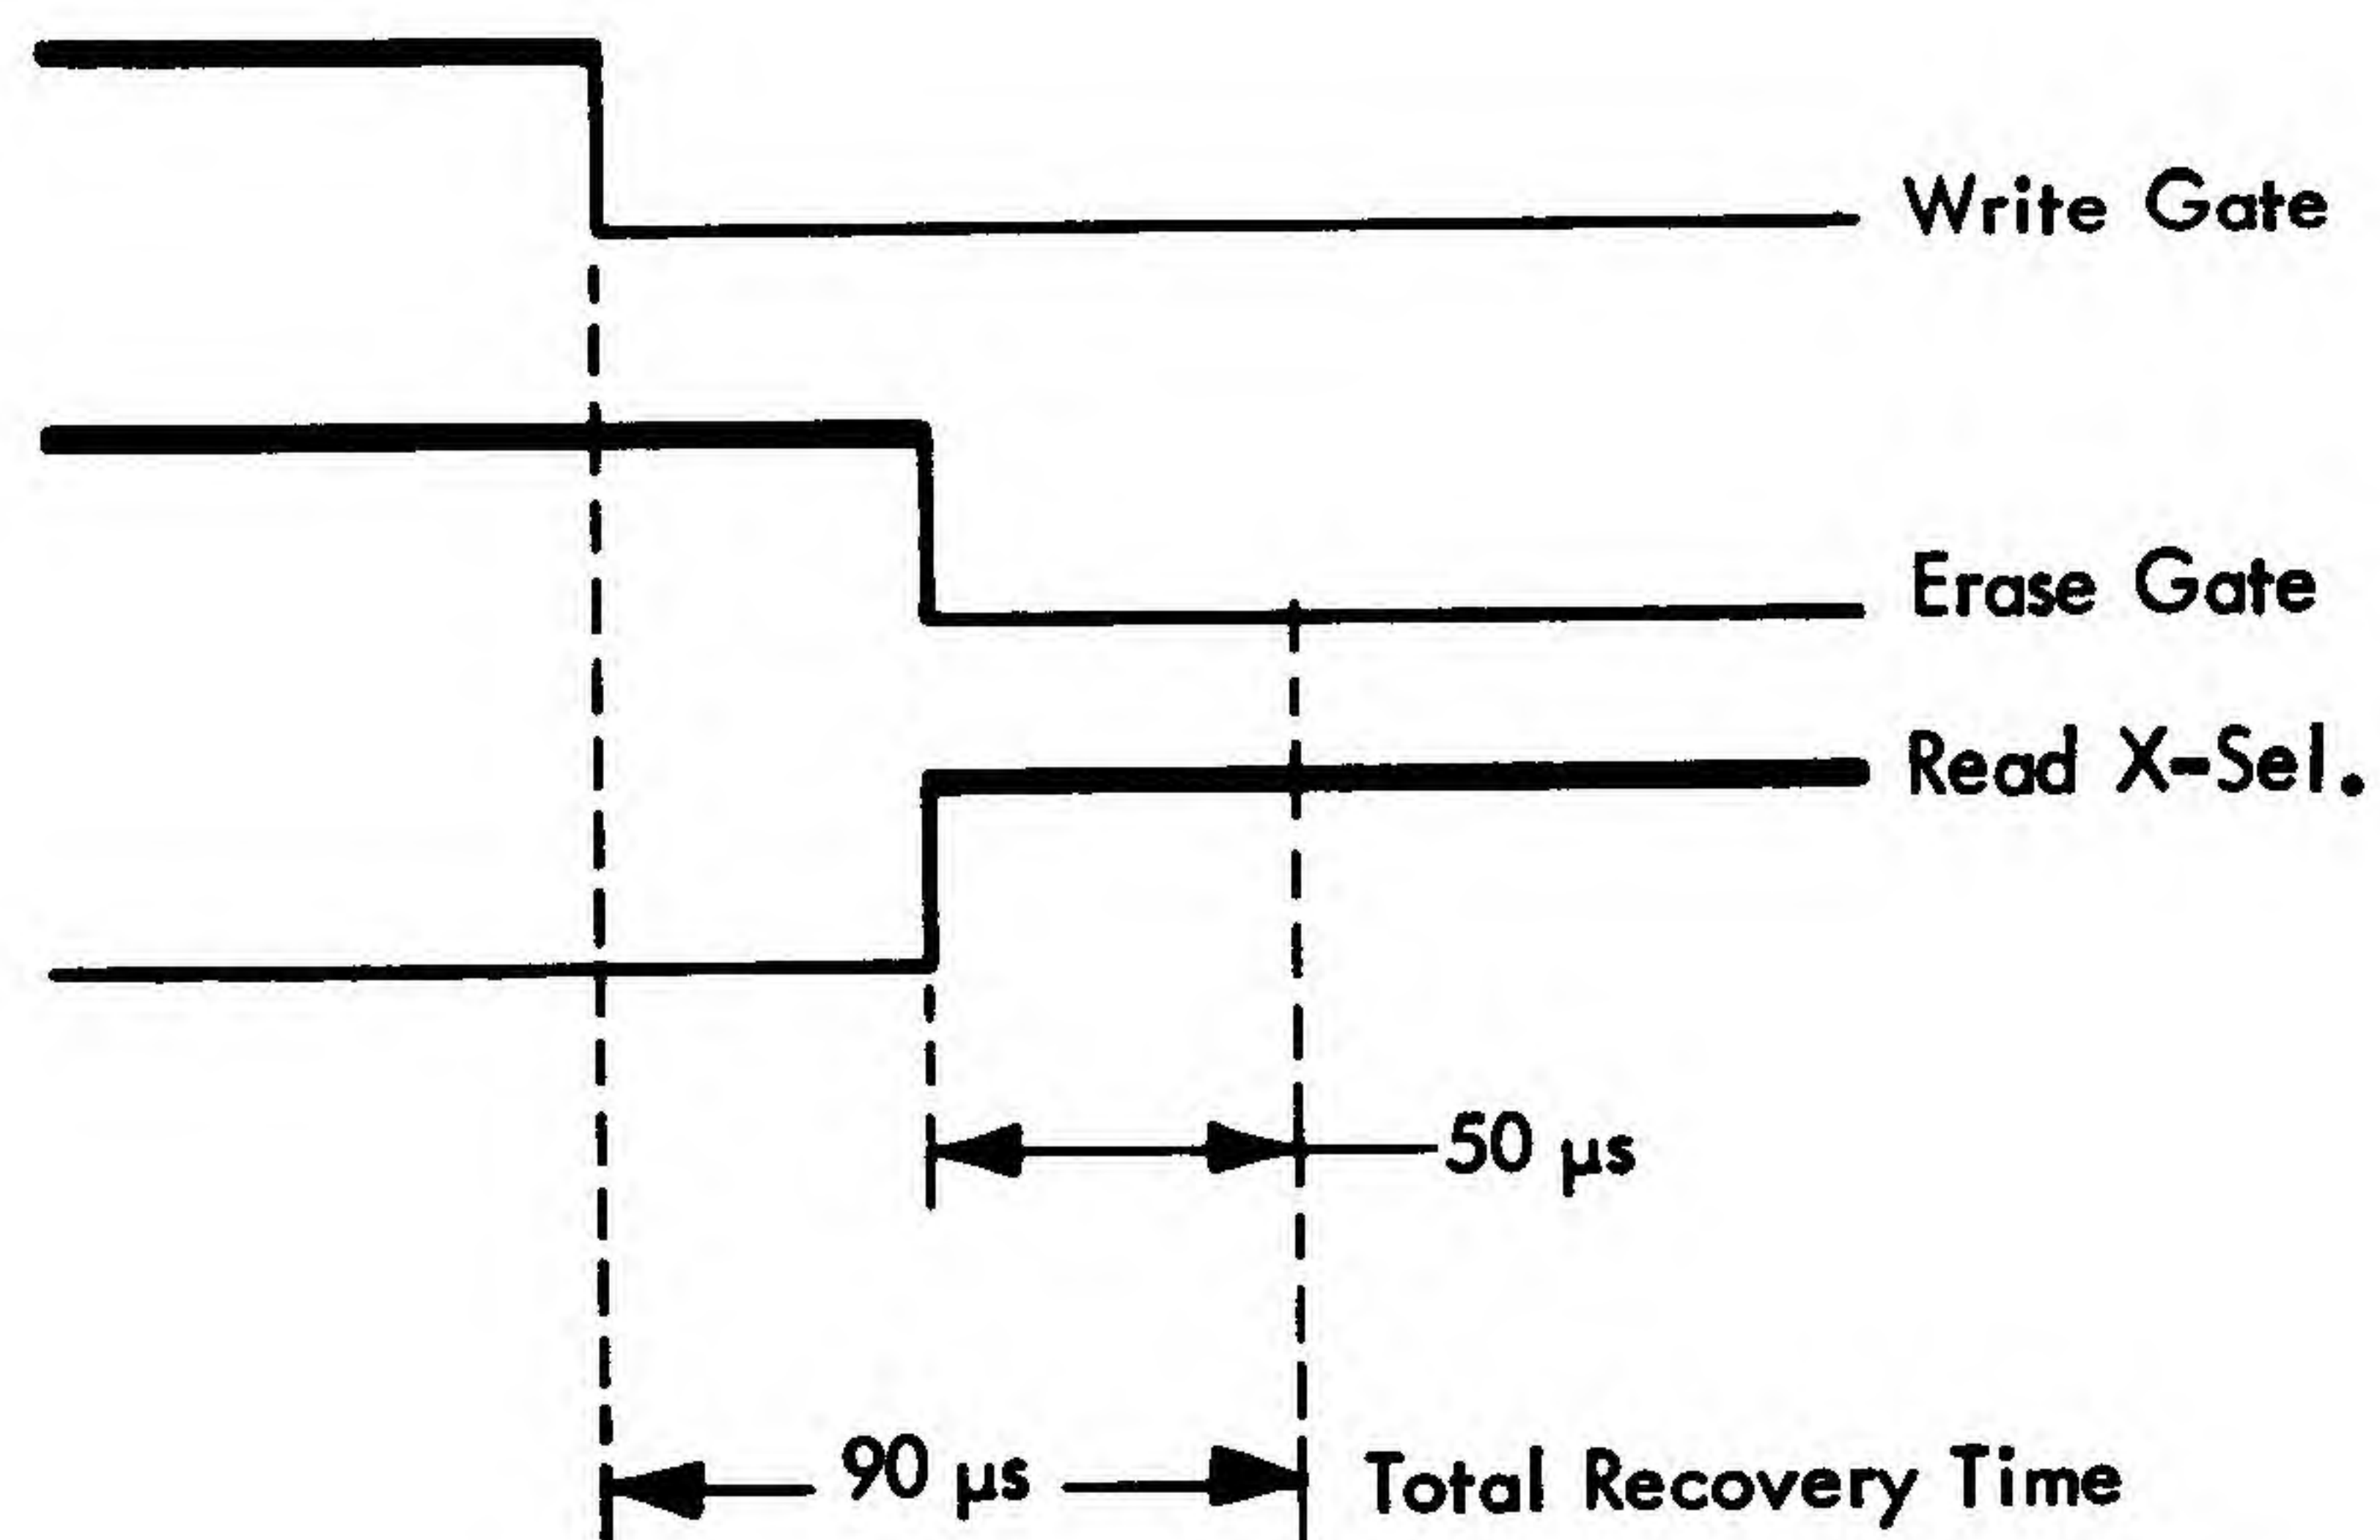 Write Gate
Erase Gate
Read X-Sel.
50 µs
90 µs Total Recovery Time